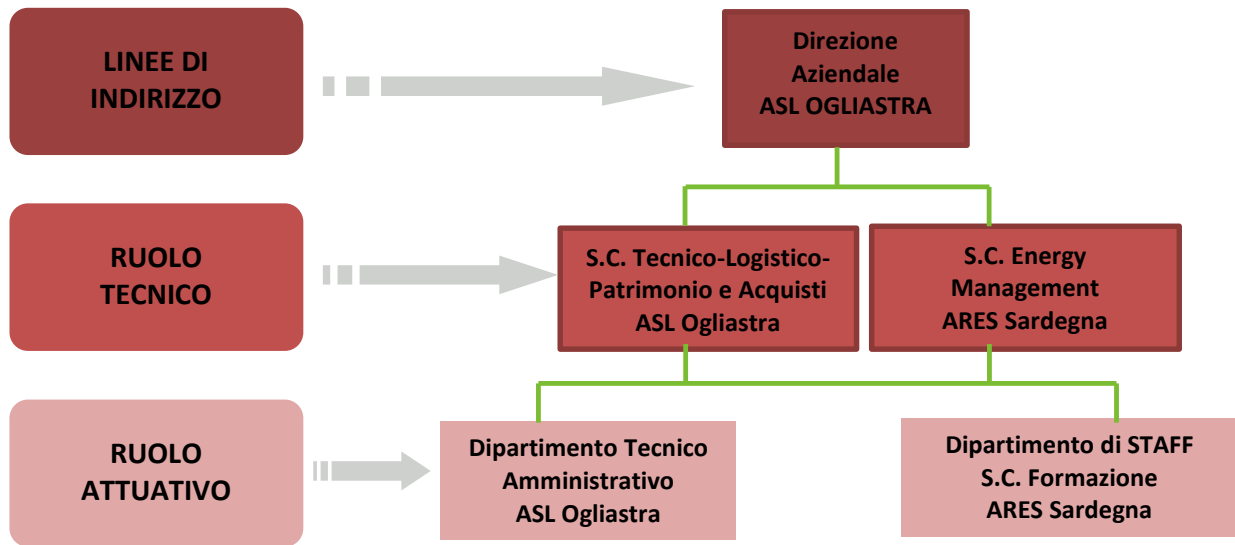 LINEE DI
INDIRIZZO
Direzione
Aziendale
ASL OGLIASTRA
RUOLO
TECNICO
S.C. Tecnico-Logistico-
Patrimonio e Acquisti
ASL Ogliastra
S.C. Energy
Management
ARES Sardegna
RUOLO
ATTUATIVO
Dipartimento Tecnico
Amministrativo
ASL Ogliastra
Dipartimento di STAFF
S.C. Formazione
ARES Sardegna